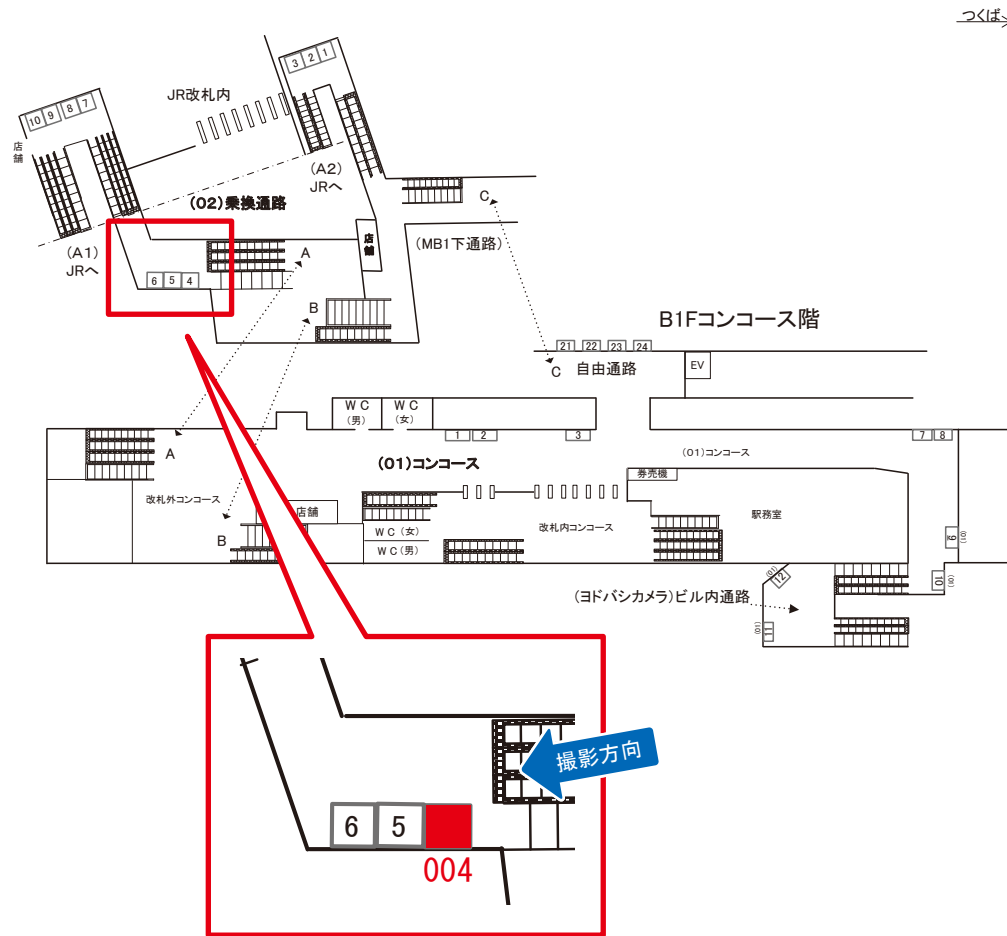 つくば
3 2 1
JR改札内
10 9 8 7
店舗
(A2)
JRへ
(02)乗換通路
C
店舗
(MB1下通路)
(A1)
JRへ
A
6 5 4
B
B1Fコンコース階
21 22 23 24
C
自由通路
EV
WC
(男)
WC
(女)
1 2 3
7 8
(01)コンコース
(01)コンコース
A
券売機
改札外コンコース
店舗
改札内コンコース
駅務室
B
WC(女)
WC(男)
9
(01)
10
(01)
(01)
12
(ヨドバシカメラ)ビル内通路
(01)
11
撮影方向
6 5
004